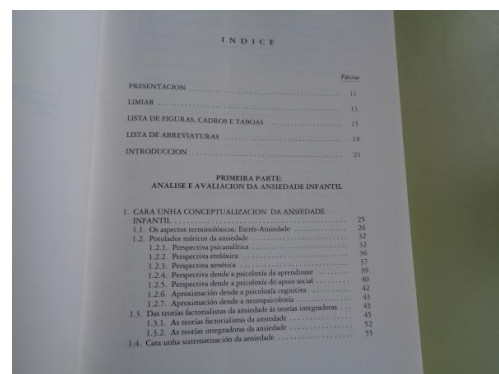 INDICE
Página
PRESENTACION .......... 11
LIMIAR .......... 13
LISTA DE FIGURAS, CADROS E TABOAS .......... 15
LISTA DE ABREVIATURAS .......... 19
INTRODUCCION .......... 21
PRIMEIRA PARTE:
ANALISE E AVALIACION DA ANSIEDADE INFANTIL
1. CARA UNHA CONCEPTUALIZACION DA ANSIEDADE
INFANTIL .......... 25
1.1. Os aspectos terminolóxicos: Estrés-Ansiedade .......... 26
1.2. Postulados teóricos da ansiedade .......... 32
1.2.1. Perspectiva psicanalítica .......... 32
1.2.2. Perspectiva etolóxica .......... 36
1.2.3. Perspectiva xenética .......... 37
1.2.4. Perspectiva dende a psicoloxía da aprendizaxe .......... 39
1.2.5. Perspectiva dende a psicoloxía do apoio social .......... 40
1.2.6. Aproximación dende a psicoloxía cognitiva .......... 42
1.2.7. Aproximación dende a neuropsicoloxía .......... 43
1.3. Das teorías factorialistas da ansiedade ás teorías integradoras .......... 45
1.3.1. As teorías factorialistas da ansiedade .......... 45
1.3.2. As teorías integradoras da ansiedade .......... 52
1.4. Cara unha sistematización da ansiedade .......... 55